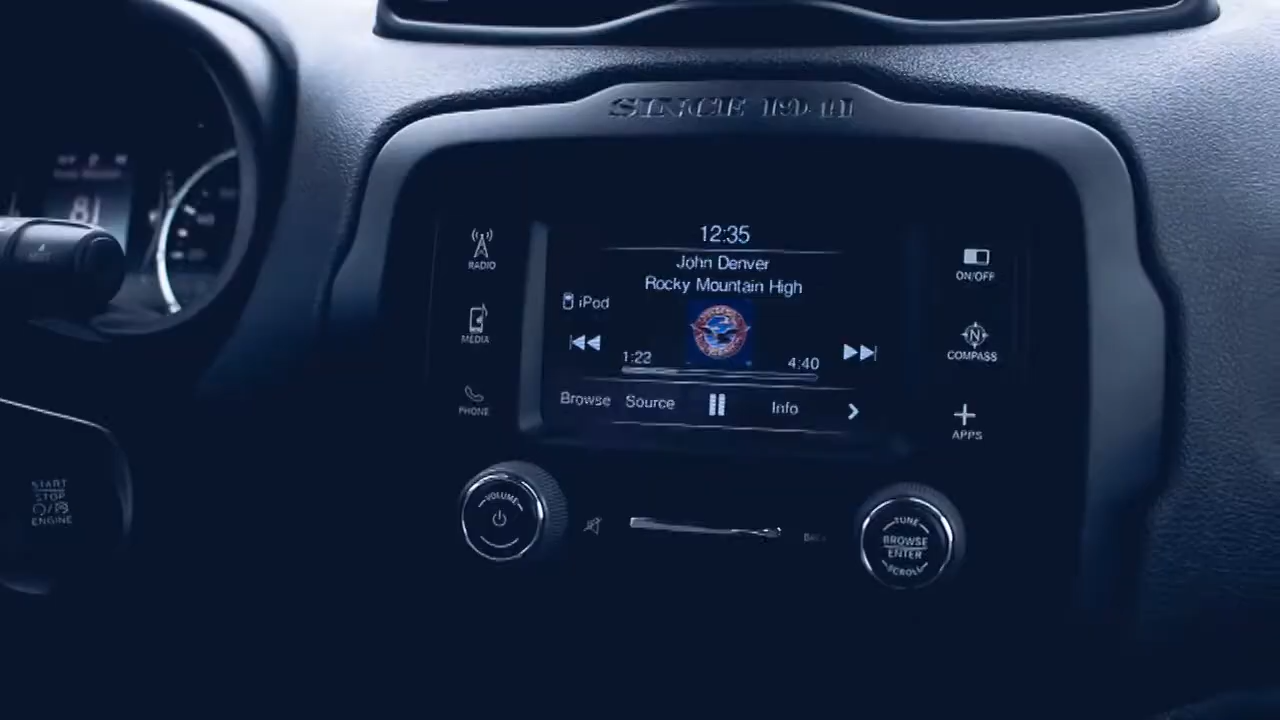 SINCE 1941
12:35
John Denver
Rocky Mountain High
iPod
1:22
4:40
Browse
Source
Info
RADIO
MEDIA
PHONE
ON/OFF
N
COMPASS
APPS
VOLUME
TUNE
BROWSE
ENTER
SCROLL
START
STOP
ENGINE